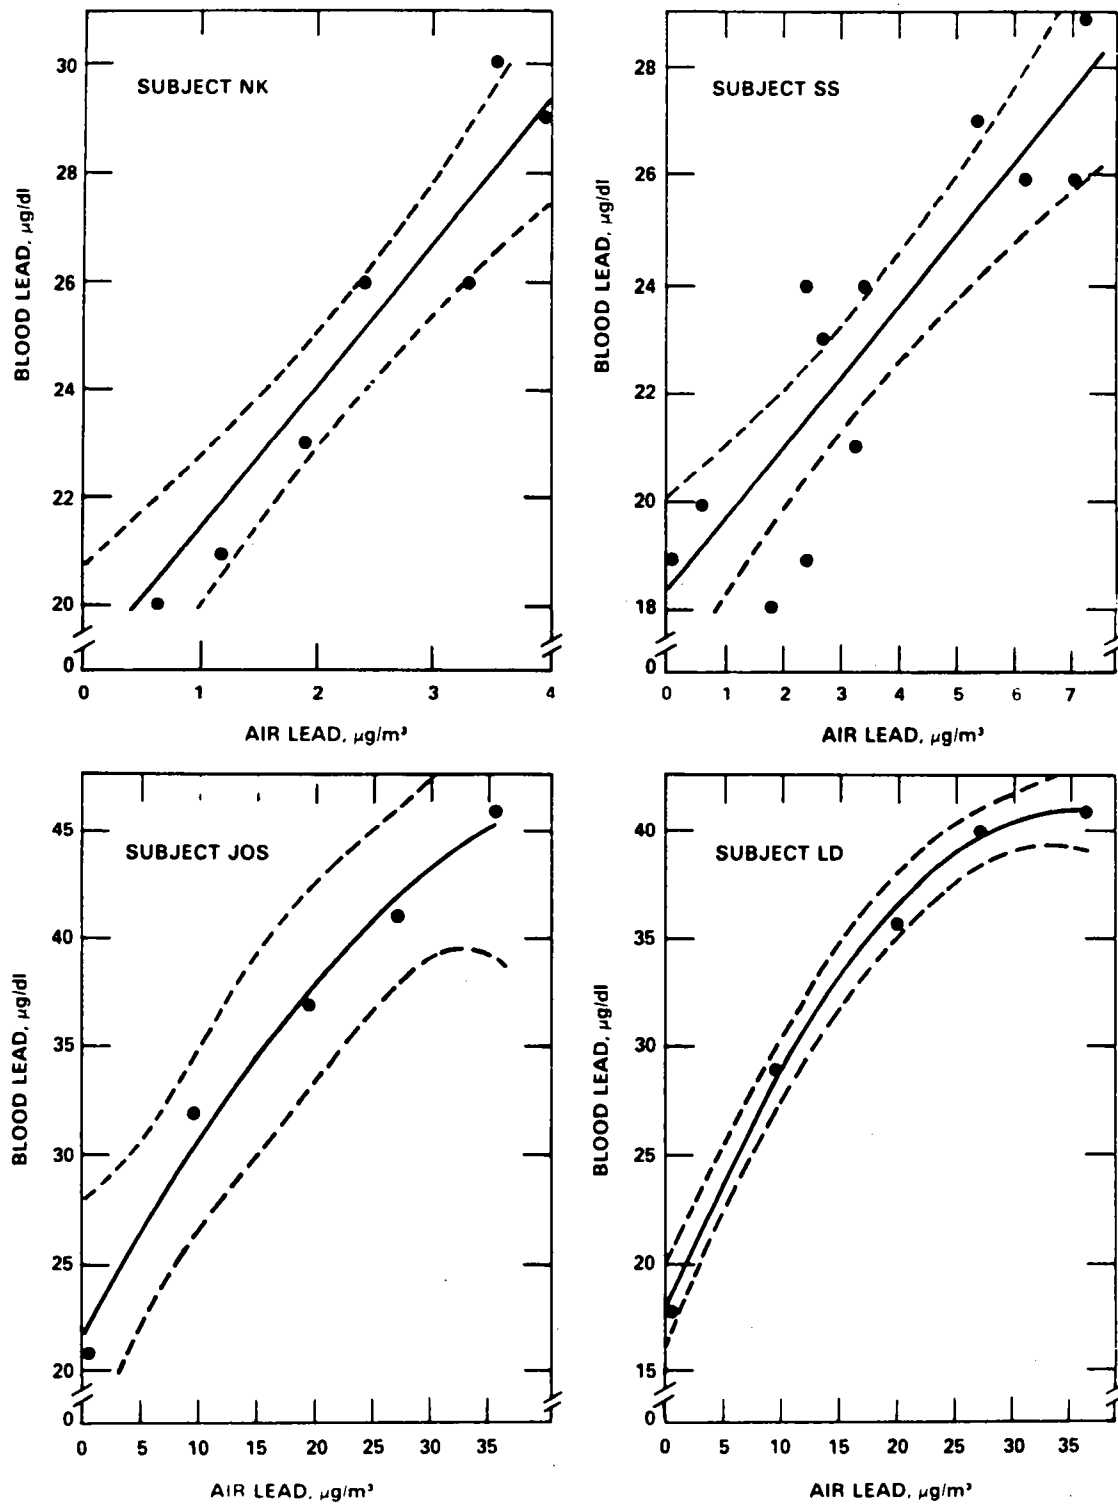 SUBJECT NK
BLOOD LEAD, µg/dl
30
28
26
24
22
20
0
0 1 2 3 4
AIR LEAD, µg/m³
SUBJECT SS
BLOOD LEAD, µg/dl
28
26
24
22
20
18
0
0 1 2 3 4 5 6 7
AIR LEAD, µg/m³
SUBJECT JOS
BLOOD LEAD, µg/dl
45
40
35
30
25
20
0
0 5 10 15 20 25 30 35
AIR LEAD, µg/m³
SUBJECT LD
BLOOD LEAD, µg/dl
40
35
30
25
20
15
0
0 5 10 15 20 25 30 35
AIR LEAD, µg/m³